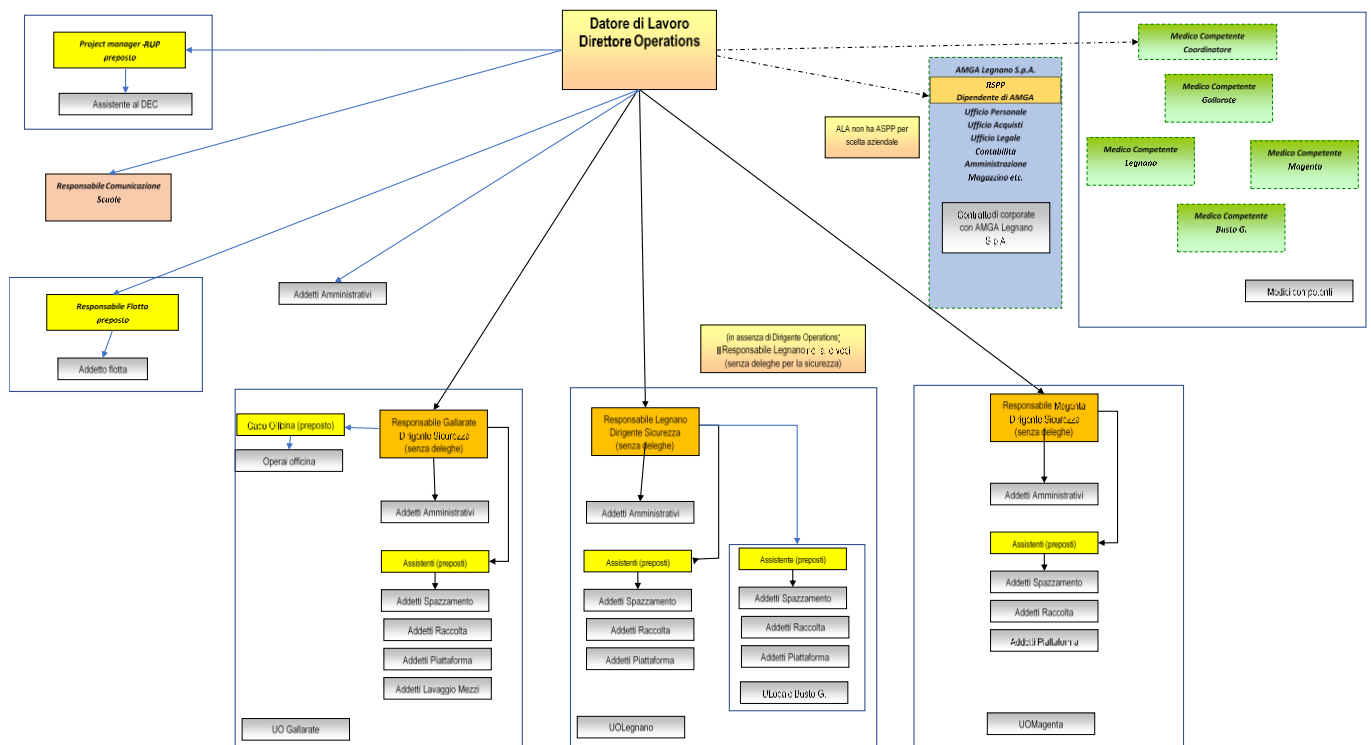 Datore di Lavoro
Direttore Operations
Project manager -RUP
preposto
Assistente al DEC
Responsabile Comunicazione
Scuole
Responsabile Flotta
preposto
Addetto flotta
Addetti Amministrativi
ALA non ha ASPP per
scelta aziendale
AMGA Legnano S.p.A.
RSPP
Dipendente di AMGA
Ufficio Personale
Ufficio Acquisti
Ufficio Legale
Contabilità
Amministrazione
Magazzino etc.
Contratto di corporate
con AMGA Legnano
S.p.A.
Medico Competente
Coordinatore
Medico Competente
Gallarate
Medico Competente
Legnano
Medico Competente
Magenta
Medico Competente
Busto G.
Medici competenti
(in assenza di Dirigente Operations,
il Responsabile Legnano
(senza deleghe per la sicurezza)
Capo Officina (preposto)
Operai officina
Responsabile Gallarate
Dirigente Sicurezza
(senza deleghe)
Addetti Amministrativi
Assistenti (preposti)
Addetti Spazzamento
Addetti Raccolta
Addetti Piattaforma
Addetti Lavaggio Mezzi
UO Gallarate
Responsabile Legnano
Dirigente Sicurezza
(senza deleghe)
Addetti Amministrativi
Assistenti (preposti)
Addetti Spazzamento
Addetti Raccolta
Addetti Piattaforma
UOLegnano
Assistente (preposti)
Addetti Spazzamento
Addetti Raccolta
Addetti Piattaforma
ULocale Busto G.
Responsabile Magenta
Dirigente Sicurezza
(senza deleghe)
Addetti Amministrativi
Assistenti (preposti)
Addetti Spazzamento
Addetti Raccolta
Addetti Piattaforma
UOMagenta